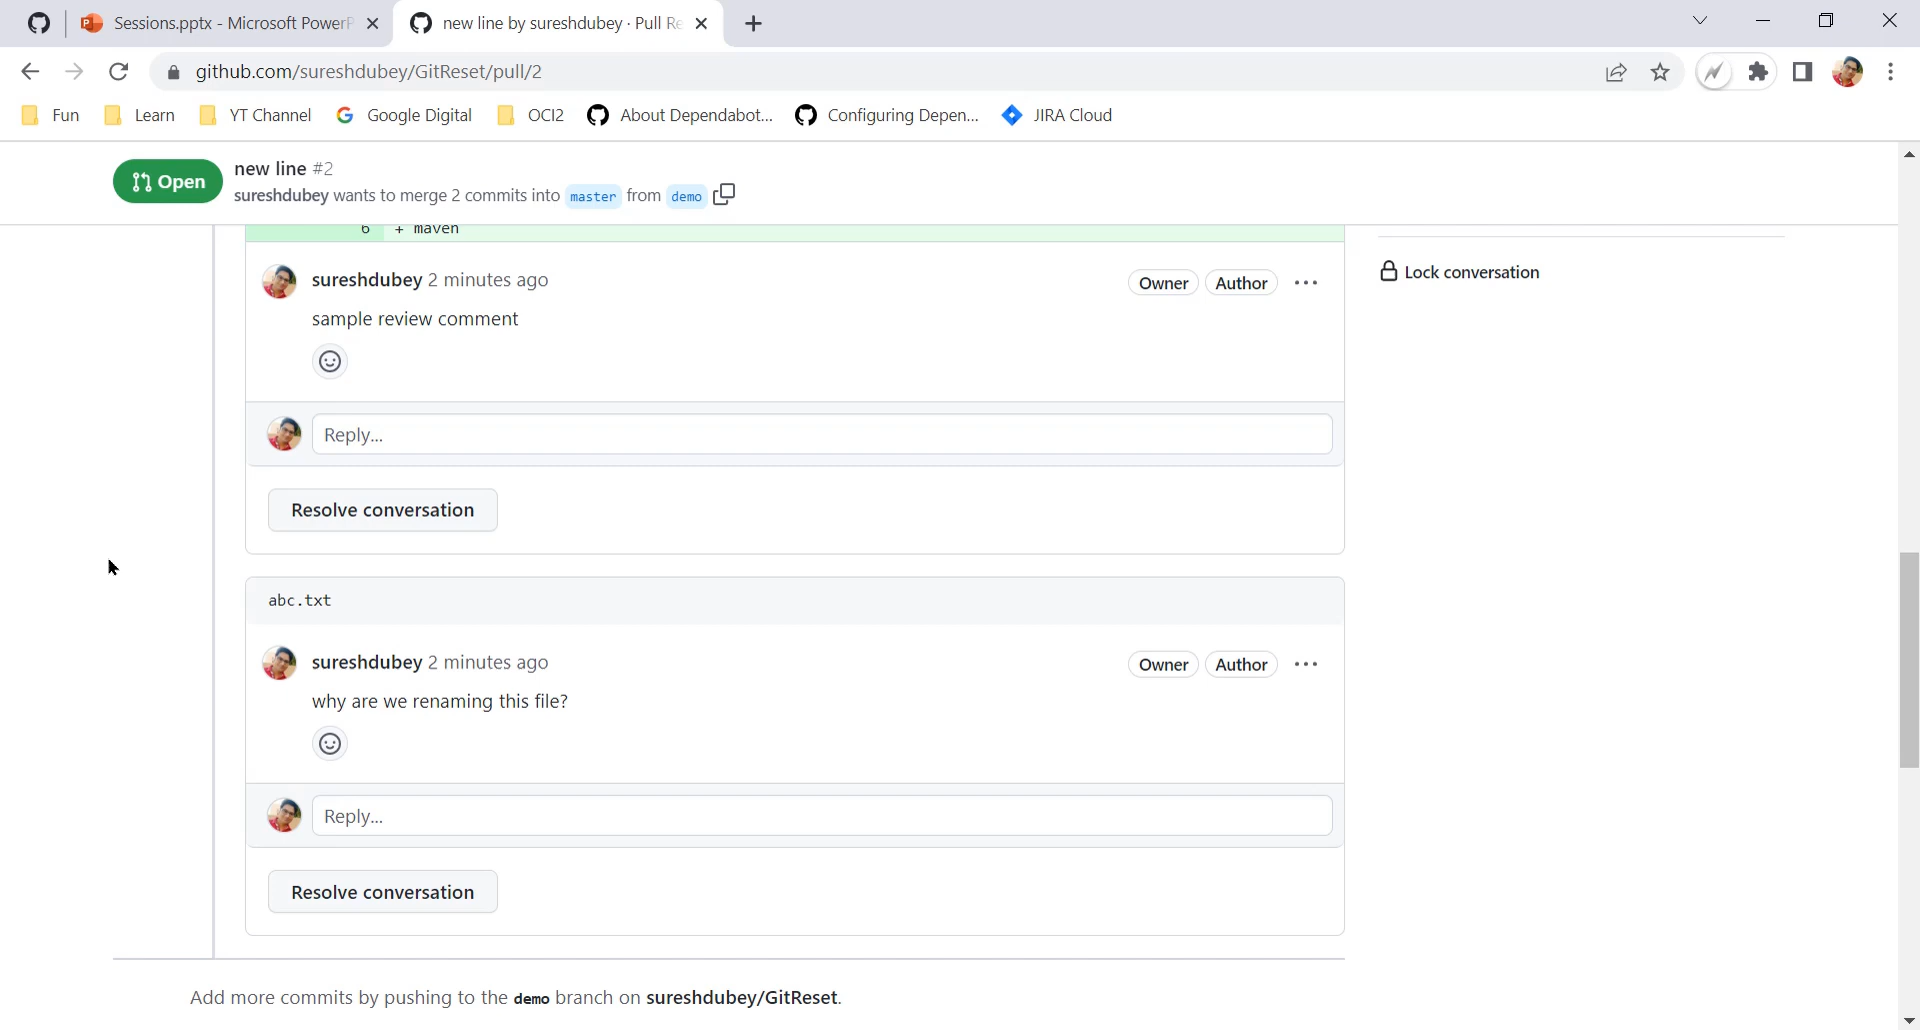 Sessions.pptx - Microsoft PowerP
new line by sureshdubey · Pull Re
github.com/sureshdubey/GitReset/pull/2
Fun
Learn
YT Channel
Google Digital
OCI2
About Dependabot...
Configuring Depen...
JIRA Cloud
Open
new line #2
sureshdubey wants to merge 2 commits into master from demo
6 + maven
sureshdubey 2 minutes ago
Owner
Author
Lock conversation
sample review comment
Reply...
Resolve conversation
abc.txt
sureshdubey 2 minutes ago
Owner
Author
why are we renaming this file?
Reply...
Resolve conversation
Add more commits by pushing to the demo branch on sureshdubey/GitReset.